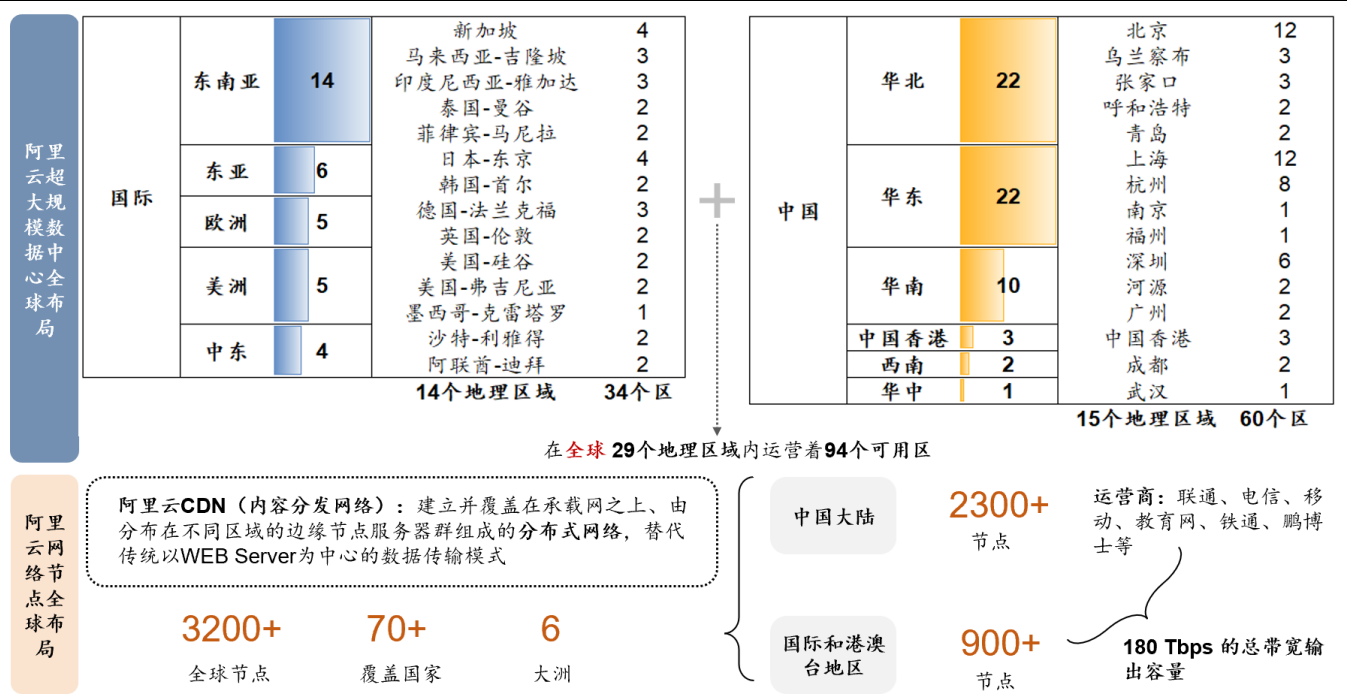 阿里云超大规模数据中心全球布局
国际
东南亚 14
新加坡 4
马来西亚-吉隆坡 3
印度尼西亚-雅加达 3
泰国-曼谷 2
菲律宾-马尼拉 2
东亚 6
日本-东京 4
韩国-首尔 2
欧洲 5
德国-法兰克福 3
英国-伦敦 2
美洲 5
美国-硅谷 2
美国-弗吉尼亚 2
墨西哥-克雷塔罗 1
中东 4
沙特-利雅得 2
阿联酋-迪拜 2
14个地理区域 34个区
+
中国
华北 22
北京 12
乌兰察布 3
张家口 3
呼和浩特 2
青岛 2
华东 22
上海 12
杭州 8
南京 1
福州 1
华南 10
深圳 6
河源 2
广州 2
中国香港 3
中国香港 3
西南 2
成都 2
华中 1
武汉 1
15个地理区域 60个区
在全球 29个地理区域内运营着94个可用区
阿里云网络节点全球布局
阿里云CDN（内容分发网络）：建立并覆盖在承载网之上、由
分布在不同区域的边缘节点服务器群组成的分布式网络，替代
传统以WEB Server为中心的数据传输模式
3200+
全球节点
70+
覆盖国家
6
大洲
中国大陆
2300+
节点
运营商：联通、电信、移
动、教育网、铁通、鹏博
士等
国际和港澳
台地区
900+
节点
180 Tbps 的总带宽输
出容量